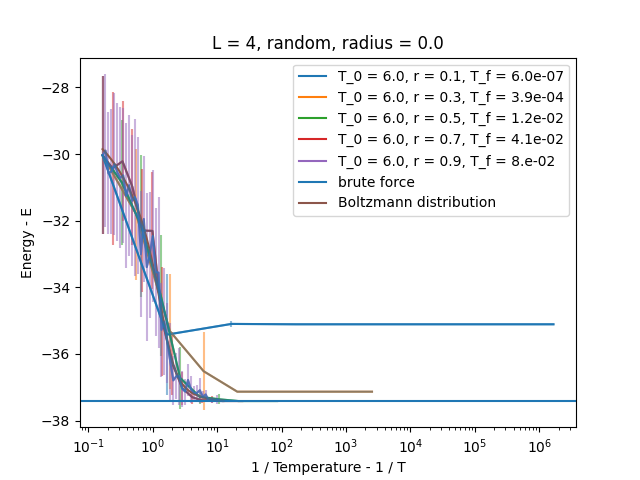 L = 4, random, radius = 0.0
Energy - E
−28
−30
−32
−34
−36
−38
T_0 = 6.0, r = 0.1, T_f = 6.0e-07
T_0 = 6.0, r = 0.3, T_f = 3.9e-04
T_0 = 6.0, r = 0.5, T_f = 1.2e-02
T_0 = 6.0, r = 0.7, T_f = 4.1e-02
T_0 = 6.0, r = 0.9, T_f = 8.e-02
brute force
Boltzmann distribution
10⁻¹ 10⁰ 10¹ 10² 10³ 10⁴ 10⁵ 10⁶
1 / Temperature - 1 / T